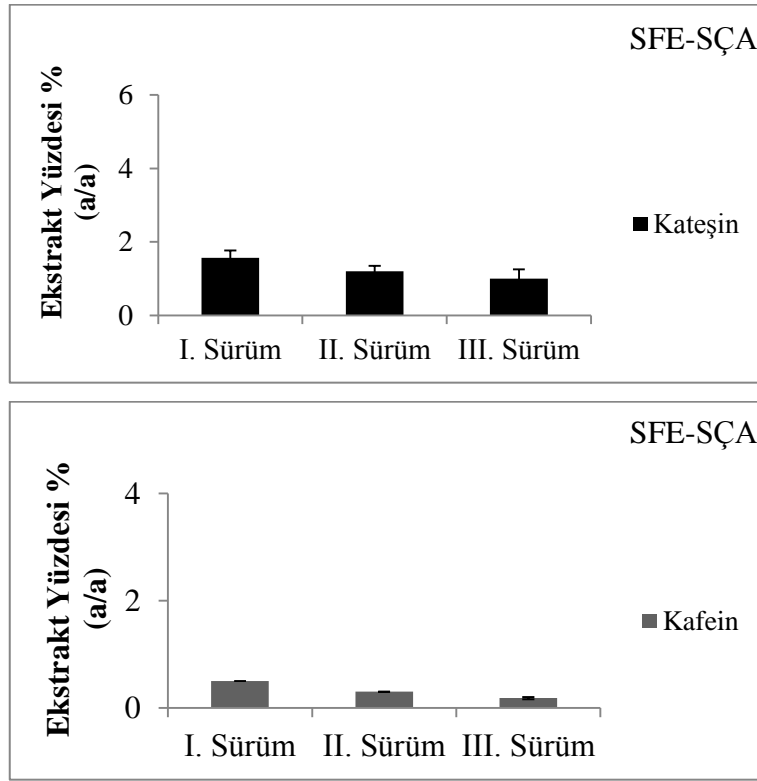 SFE-SÇA
Ekstrakt Yüzdesi %
(a/a)
6
4
2
0
I. Sürüm II. Sürüm III. Sürüm
Kateşin
SFE-SÇA
Ekstrakt Yüzdesi %
(a/a)
4
2
0
I. Sürüm II. Sürüm III. Sürüm
Kafein